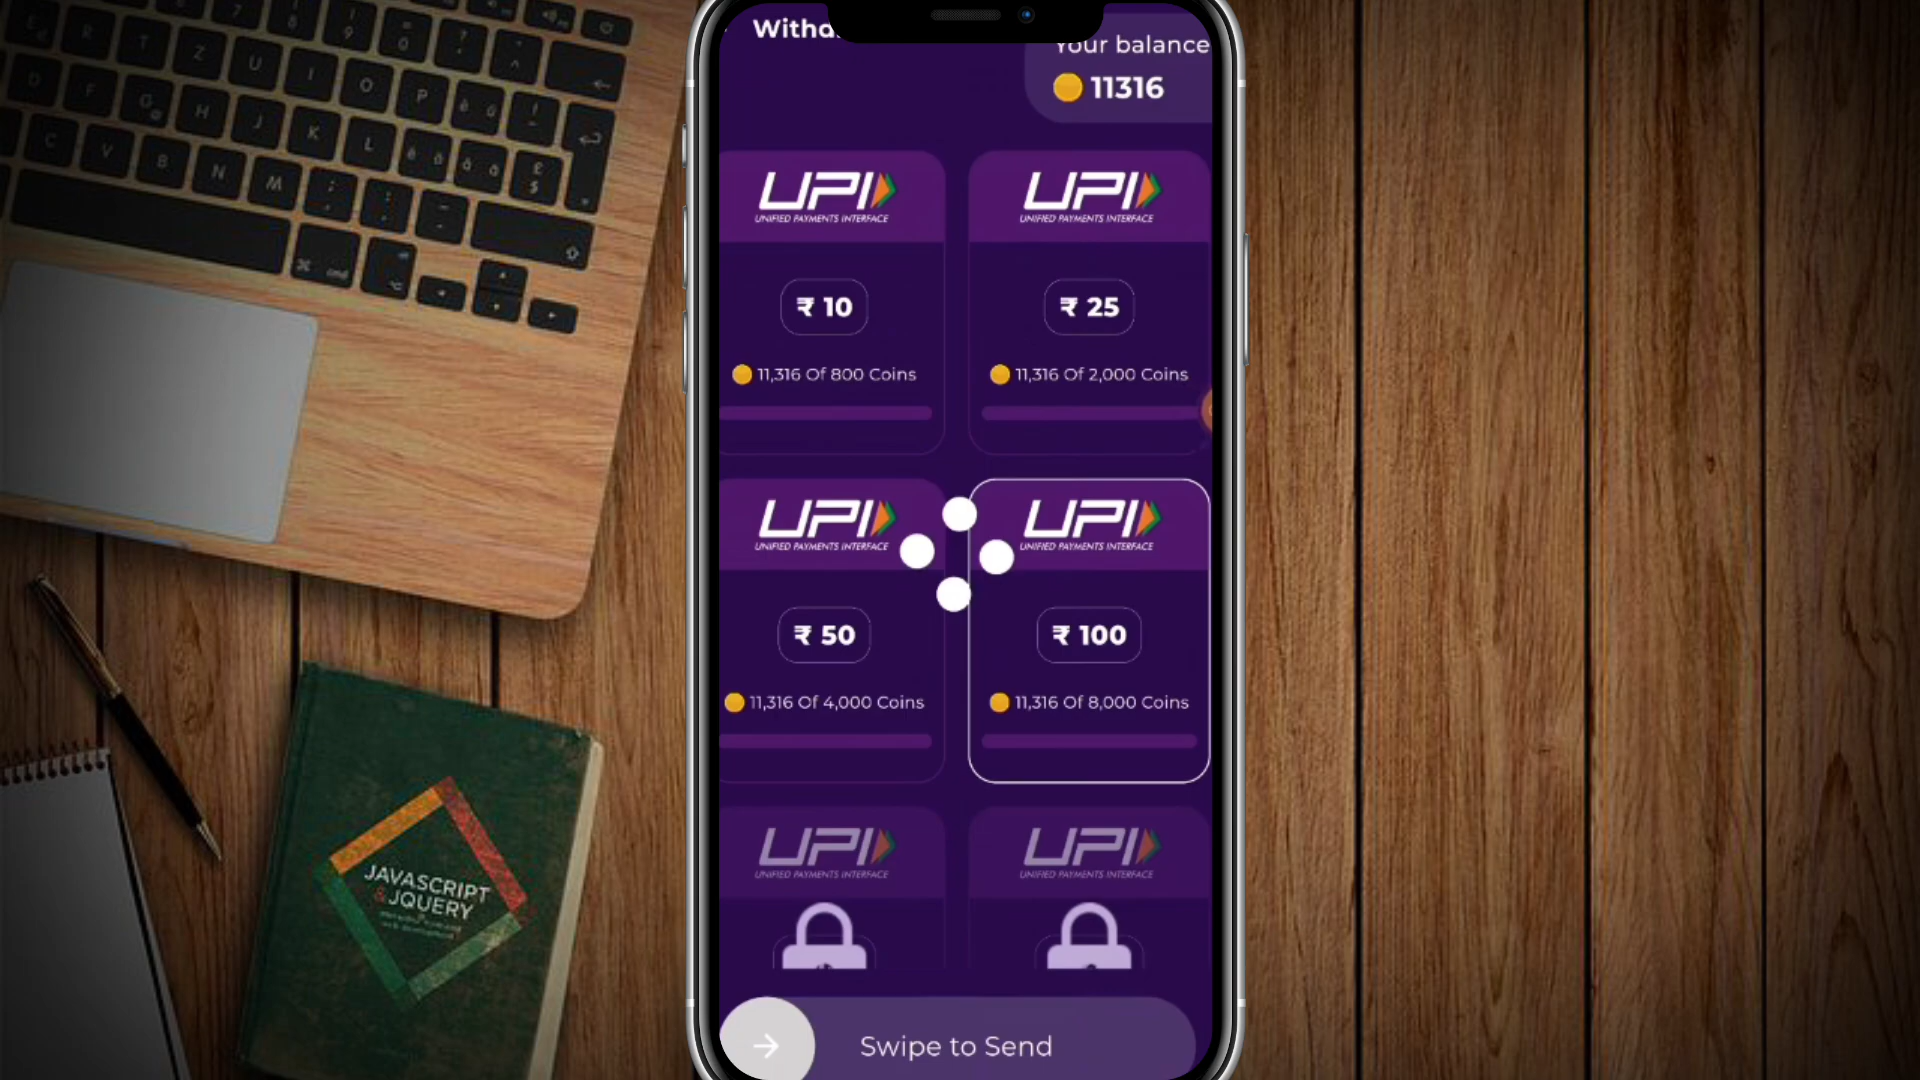 Withd
Your balance
11316
UPI
UNIFIED PAYMENTS INTERFACE
UPI
UNIFIED PAYMENTS INTERFACE
₹ 10
₹ 25
11,316 Of 800 Coins
11,316 Of 2,000 Coins
UPI
UNIFIED PAYMENTS INTERFACE
UPI
UNIFIED PAYMENTS INTERFACE
₹ 50
₹ 100
11,316 Of 4,000 Coins
11,316 Of 8,000 Coins
UPI
UNIFIED PAYMENTS INTERFACE
UPI
UNIFIED PAYMENTS INTERFACE
Swipe to Send
JAVASCRIPT
& JQUERY
R T Z U I O P
D F G H J K L
C V B N M
cmd